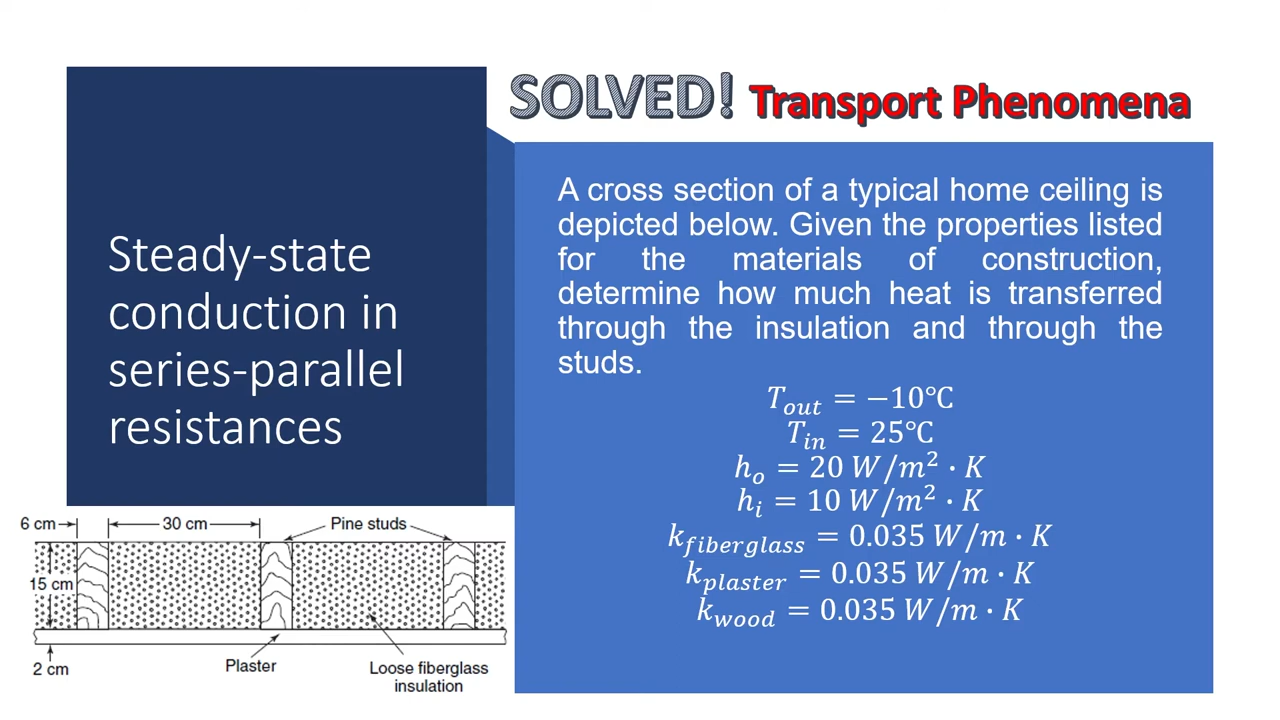 SOLVED! Transport Phenomena
Steady-state
conduction in
series-parallel
resistances
A cross section of a typical home ceiling is
depicted below. Given the properties listed
for the materials of construction,
determine how much heat is transferred
through the insulation and through the
studs.
T_out = −10℃
T_in = 25℃
h_o = 20 W/m² · K
h_i = 10 W/m² · K
k_fiberglass = 0.035 W/m · K
k_plaster = 0.035 W/m · K
k_wood = 0.035 W/m · K
6 cm
30 cm
Pine studs
15 cm
2 cm
Plaster
Loose fiberglass
insulation